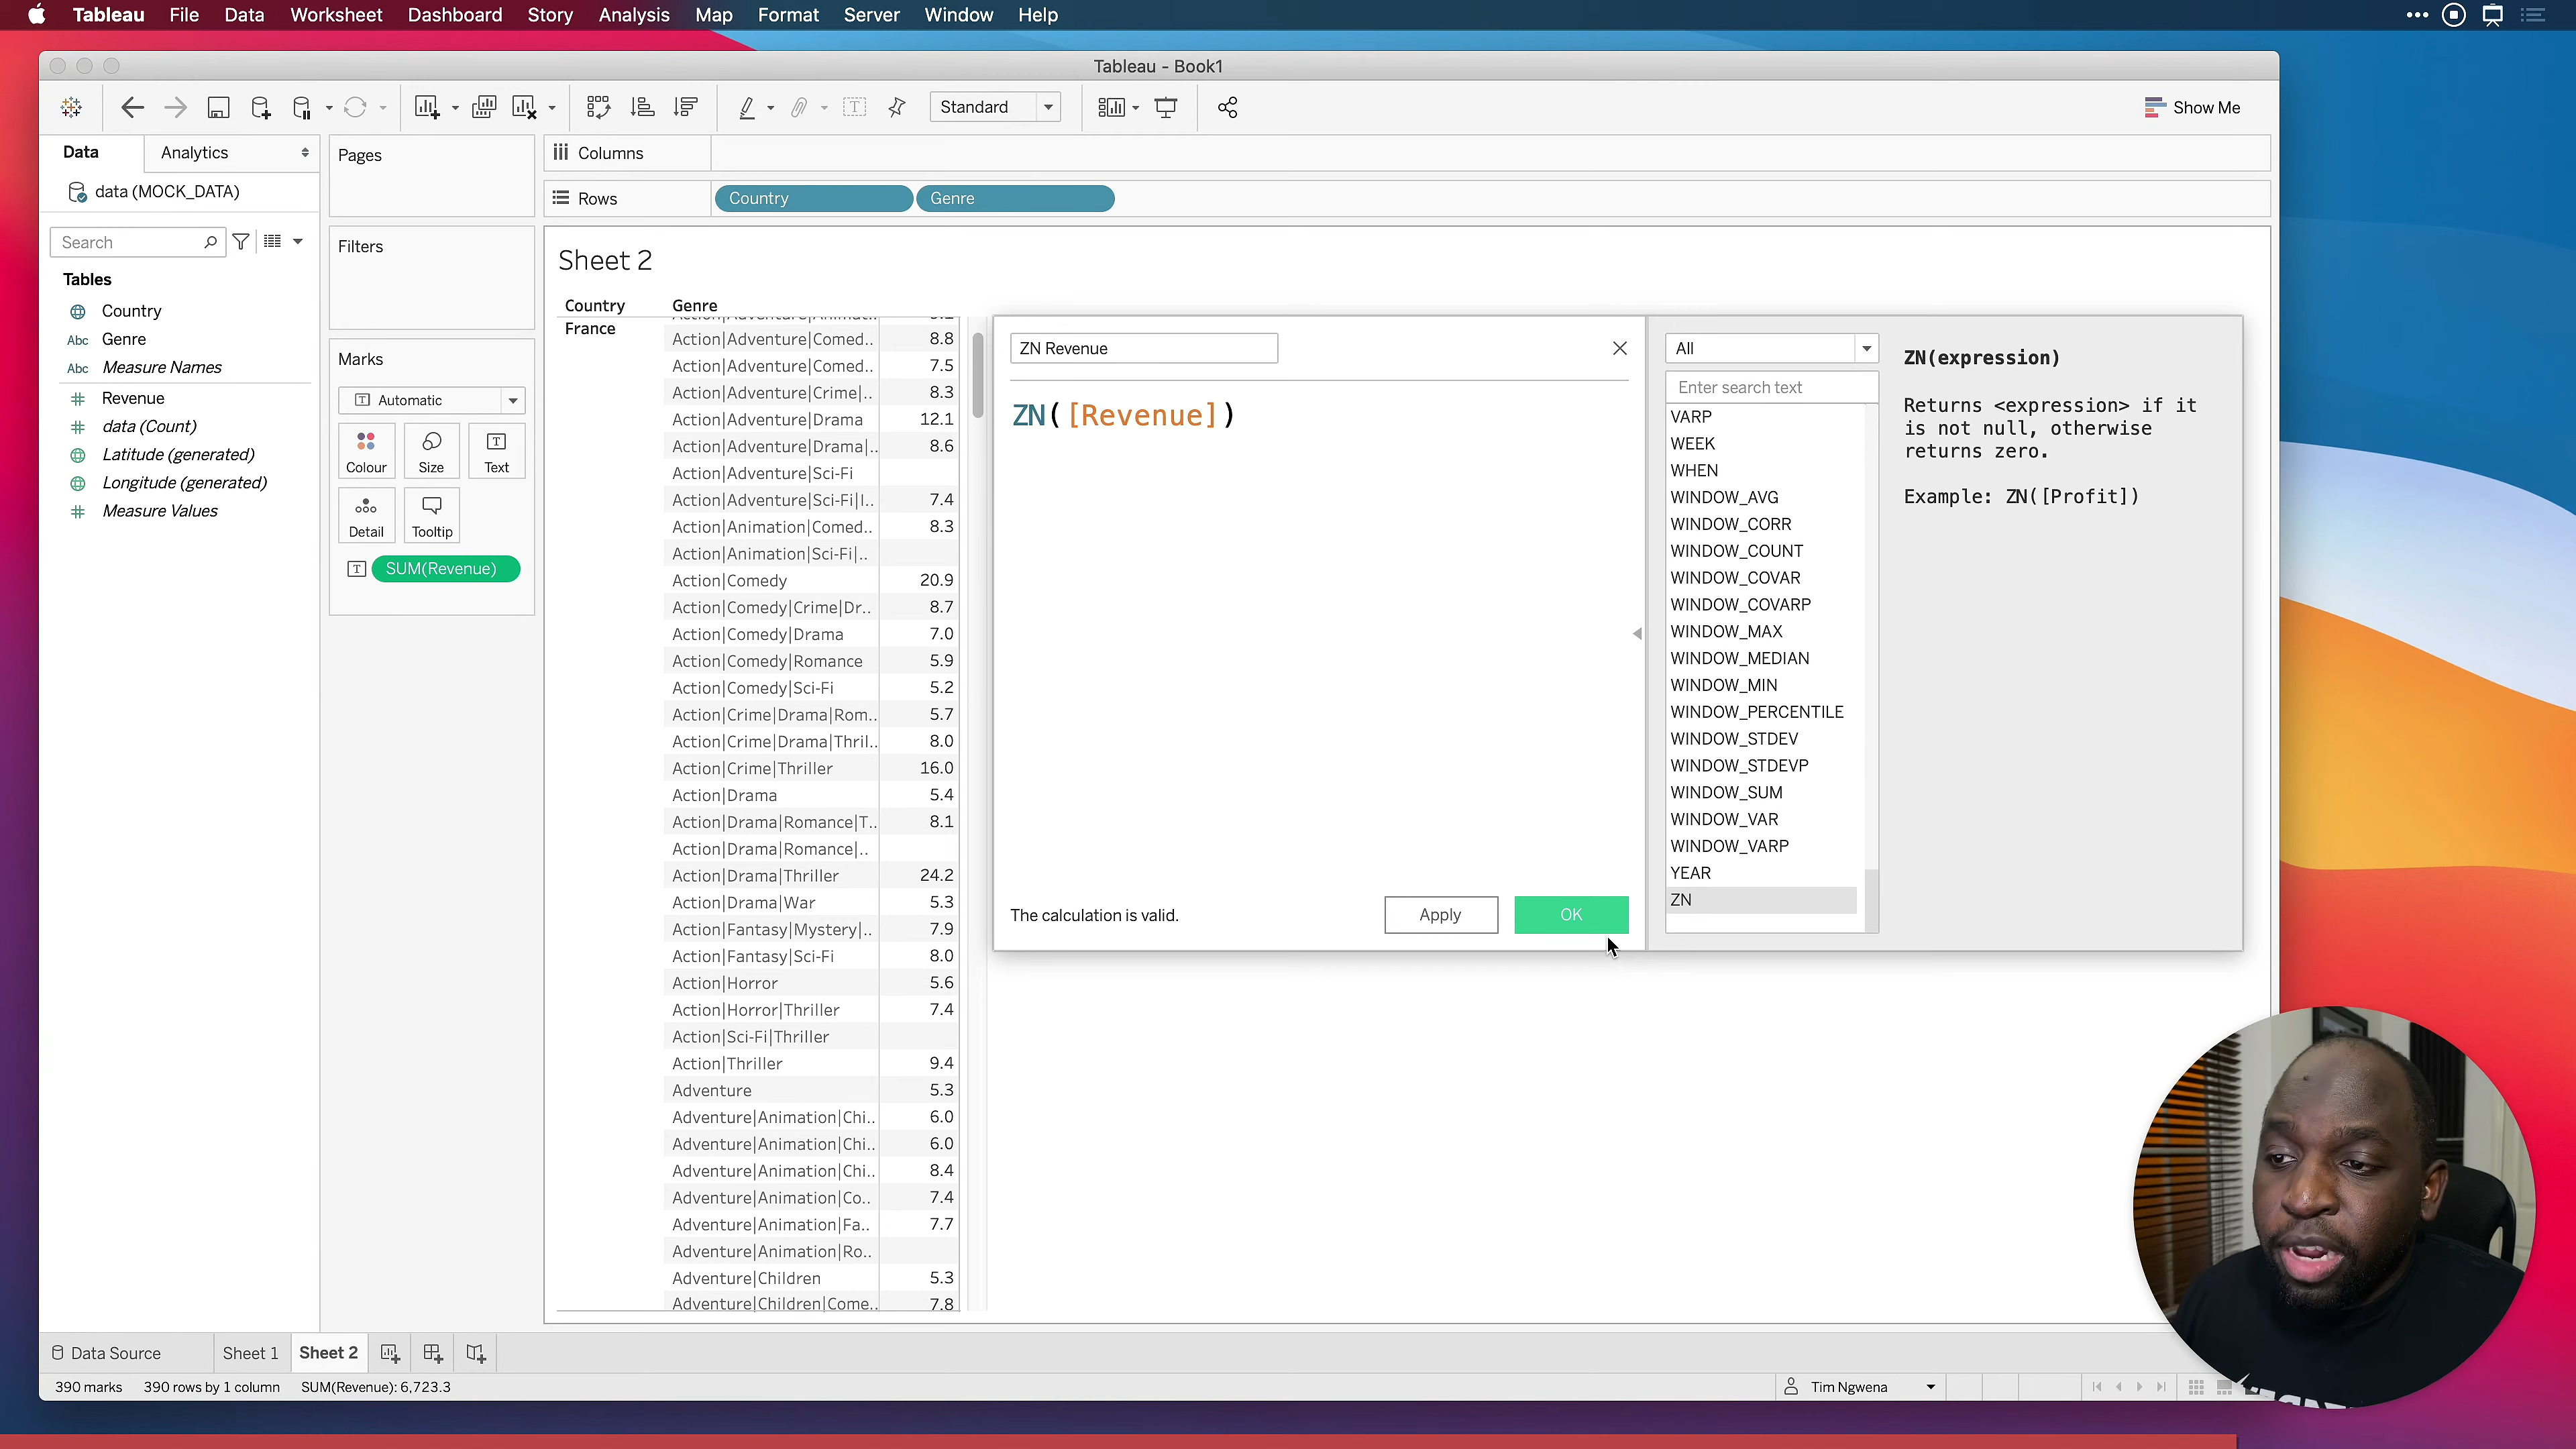 Tableau File Data Worksheet Dashboard Story Analysis Map Format Server Window Help
Tableau - Book1
Standard
Show Me
Data
Analytics
data (MOCK_DATA)
Search
Tables
Country
Abc Genre
Abc Measure Names
Revenue
data (Count)
Latitude (generated)
Longitude (generated)
Measure Values
Pages
Filters
Marks
Automatic
Colour
Size
Text
Detail
Tooltip
SUM(Revenue)
Columns
Rows
Country
Genre
Sheet 2
Country Genre
France
Action|Adventure|Comed.. 8.8
Action|Adventure|Comed.. 7.5
Action|Adventure|Crime|.. 8.3
Action|Adventure|Drama 12.1
Action|Adventure|Drama|.. 8.6
Action|Adventure|Sci-Fi
Action|Adventure|Sci-Fi|I.. 7.4
Action|Animation|Comed.. 8.3
Action|Animation|Sci-Fi|..
Action|Comedy 20.9
Action|Comedy|Crime|Dr.. 8.7
Action|Comedy|Drama 7.0
Action|Comedy|Romance 5.9
Action|Comedy|Sci-Fi 5.2
Action|Crime|Drama|Rom.. 5.7
Action|Crime|Drama|Thril.. 8.0
Action|Crime|Thriller 16.0
Action|Drama 5.4
Action|Drama|Romance|T.. 8.1
Action|Drama|Romance|..
Action|Drama|Thriller 24.2
Action|Drama|War 5.3
Action|Fantasy|Mystery|.. 7.9
Action|Fantasy|Sci-Fi 8.0
Action|Horror 5.6
Action|Horror|Thriller 7.4
Action|Sci-Fi|Thriller
Action|Thriller 9.4
Adventure 5.3
Adventure|Animation|Chi.. 6.0
Adventure|Animation|Chi.. 6.0
Adventure|Animation|Chi.. 8.4
Adventure|Animation|Co.. 7.4
Adventure|Animation|Fa.. 7.7
Adventure|Animation|Ro..
Adventure|Children 5.3
Adventure|Children|Come.. 7.8
ZN Revenue
ZN([Revenue])
The calculation is valid.
Apply
OK
All
Enter search text
VARP
WEEK
WHEN
WINDOW_AVG
WINDOW_CORR
WINDOW_COUNT
WINDOW_COVAR
WINDOW_COVARP
WINDOW_MAX
WINDOW_MEDIAN
WINDOW_MIN
WINDOW_PERCENTILE
WINDOW_STDEV
WINDOW_STDEVP
WINDOW_SUM
WINDOW_VAR
WINDOW_VARP
YEAR
ZN
ZN(expression)
Returns <expression> if it
is not null, otherwise
returns zero.
Example: ZN([Profit])
Data Source
Sheet 1
Sheet 2
390 marks 390 rows by 1 column SUM(Revenue): 6,723.3
Tim Ngwena